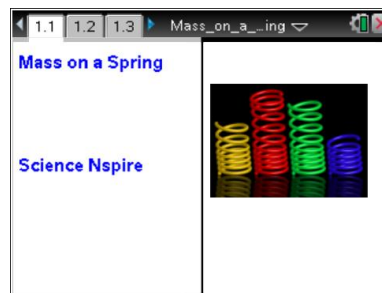 1.1 1.2 1.3 Mass_on_a_...ing
Mass on a Spring
Science Nspire